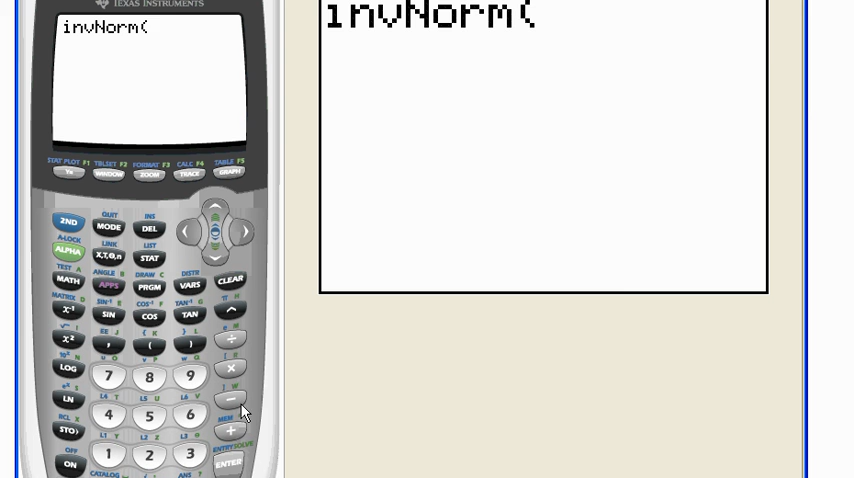 TEXAS INSTRUMENTS
invNorm(
invNorm(
STAT PLOT F1 TBLSET F2 FORMAT F3 CALC F4 TABLE F5
Y= WINDOW ZOOM TRACE GRAPH
QUIT INS
2ND MODE DEL
A-LOCK LINK LIST
ALPHA X,T,Θ,n STAT
TEST A ANGLE B DRAW C DISTR
MATH APPS PRGM VARS CLEAR
MATRIX D SIN⁻¹ E COS⁻¹ F TAN⁻¹ G π H
x⁻¹ SIN COS TAN ^
√ I EE J { K } L e M
x² , ( ) ÷
10ˣ N u O v P w Q [ R
LOG 7 8 9 ×
eˣ S L4 T L5 U L6 V ] W
LN 4 5 6 −
RCL X L1 Y L2 Z L3 θ MEM
STO› 1 2 3 +
OFF CATALOG ANS ? ENTRY SOLVE
ON ENTER